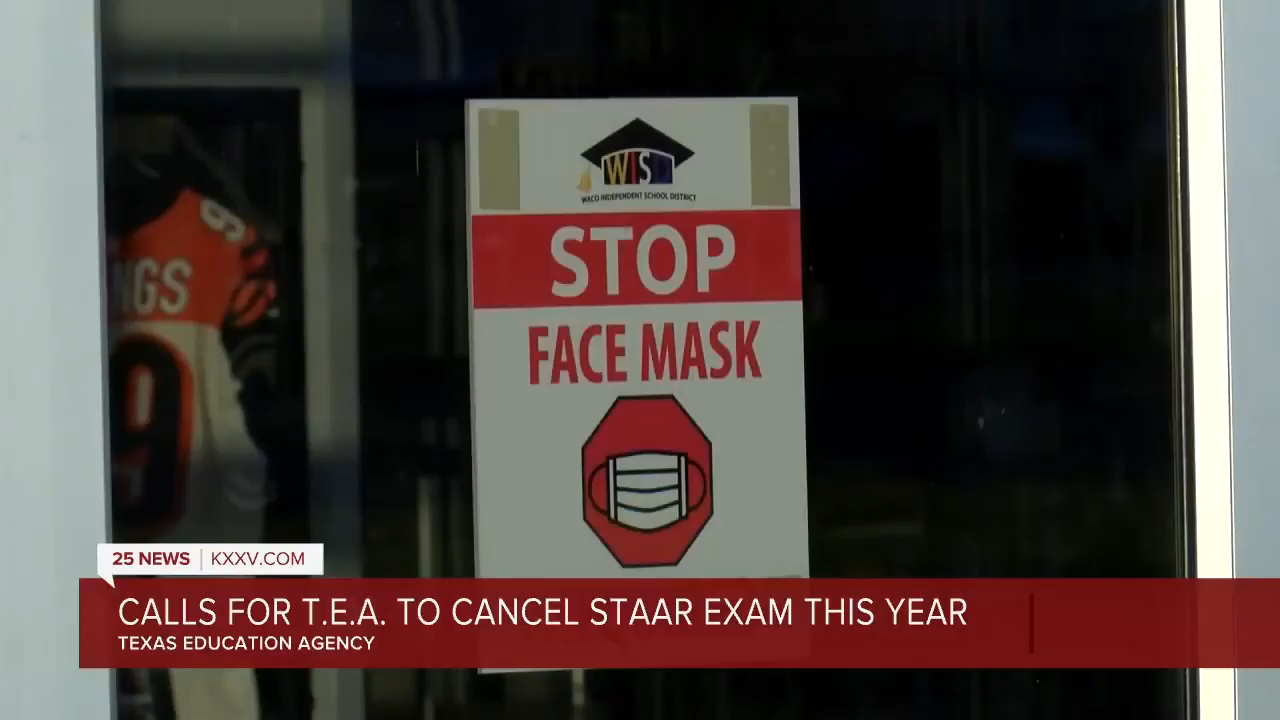 WISD
WACO INDEPENDENT SCHOOL DISTRICT
STOP
FACE MASK
NGS
9
9
25 NEWS | KXXV.COM
CALLS FOR T.E.A. TO CANCEL STAAR EXAM THIS YEAR
TEXAS EDUCATION AGENCY